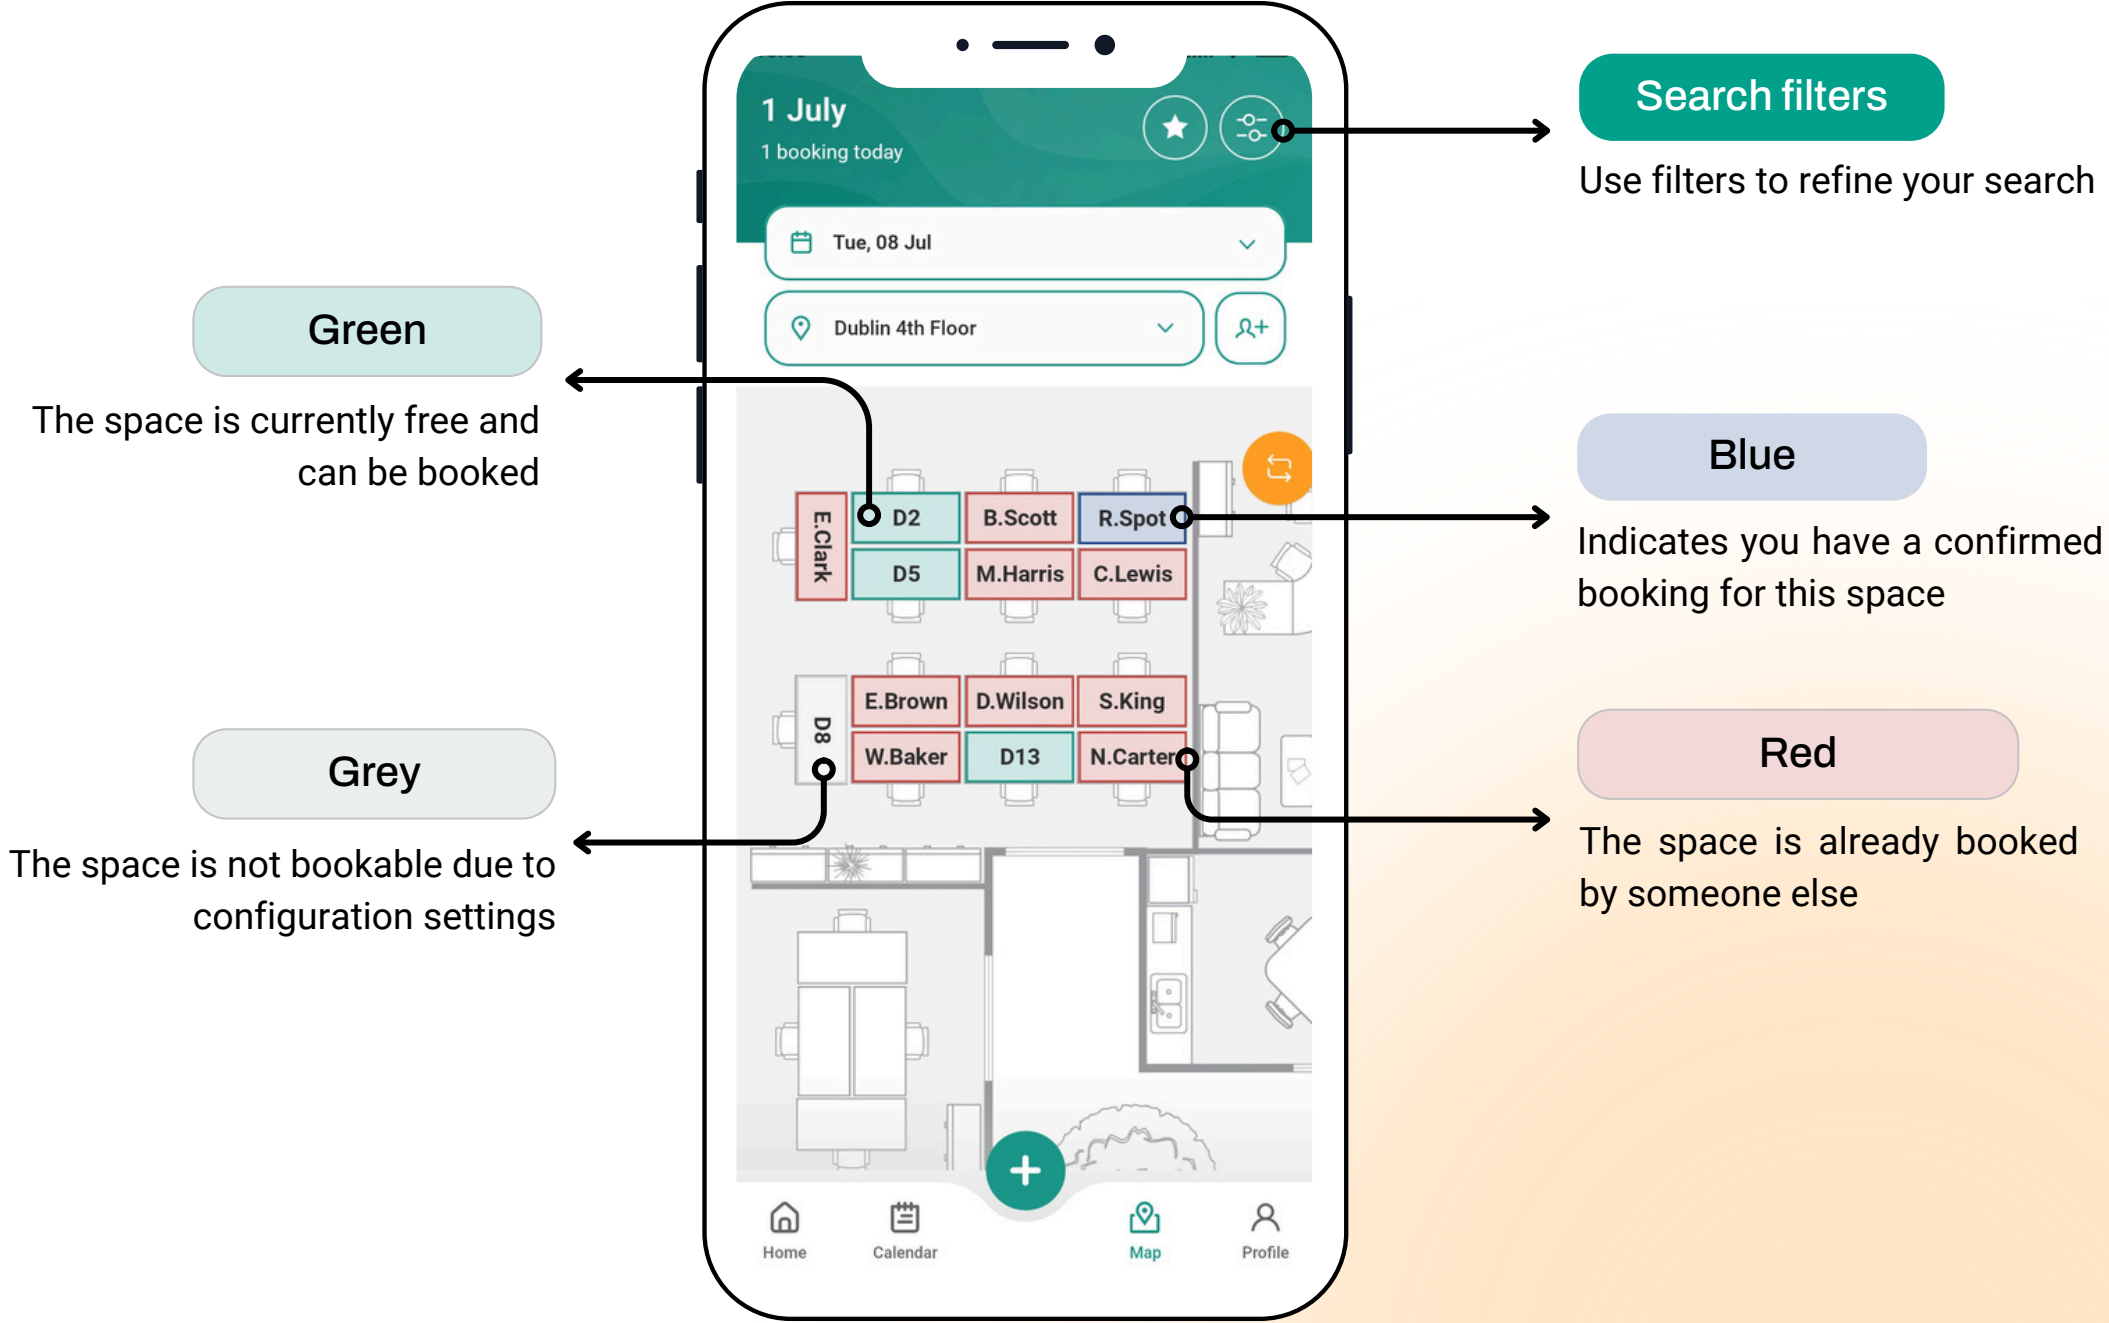 1 July
1 booking today
Tue, 08 Jul
Dublin 4th Floor
Search filters
Use filters to refine your search
Green
The space is currently free and
can be booked
Blue
Indicates you have a confirmed
booking for this space
Grey
The space is not bookable due to
configuration settings
Red
The space is already booked
by someone else
E.Clark
D2
B.Scott
R.Spot
D5
M.Harris
C.Lewis
D8
E.Brown
D.Wilson
S.King
W.Baker
D13
N.Carter
Home
Calendar
Map
Profile